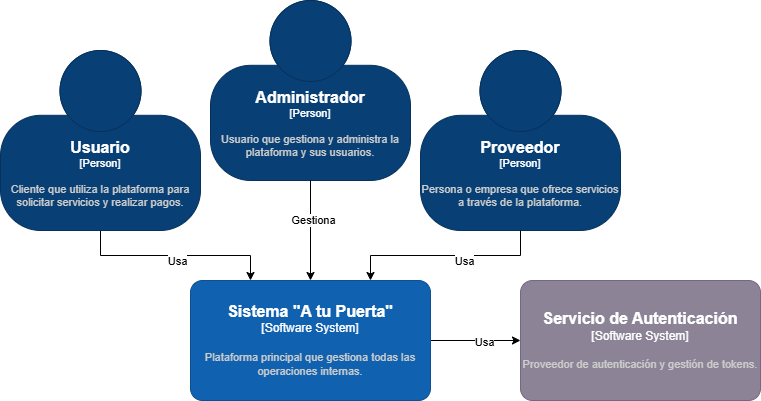 Administrador
[Person]
Usuario que gestiona y administra la
plataforma y sus usuarios.
Usuario
[Person]
Cliente que utiliza la plataforma para
solicitar servicios y realizar pagos.
Proveedor
[Person]
Persona o empresa que ofrece servicios
a través de la plataforma.
Gestiona
Usa
Usa
Sistema "A tu Puerta"
[Software System]
Plataforma principal que gestiona todas las
operaciones internas.
Usa
Servicio de Autenticación
[Software System]
Proveedor de autenticación y gestión de tokens.